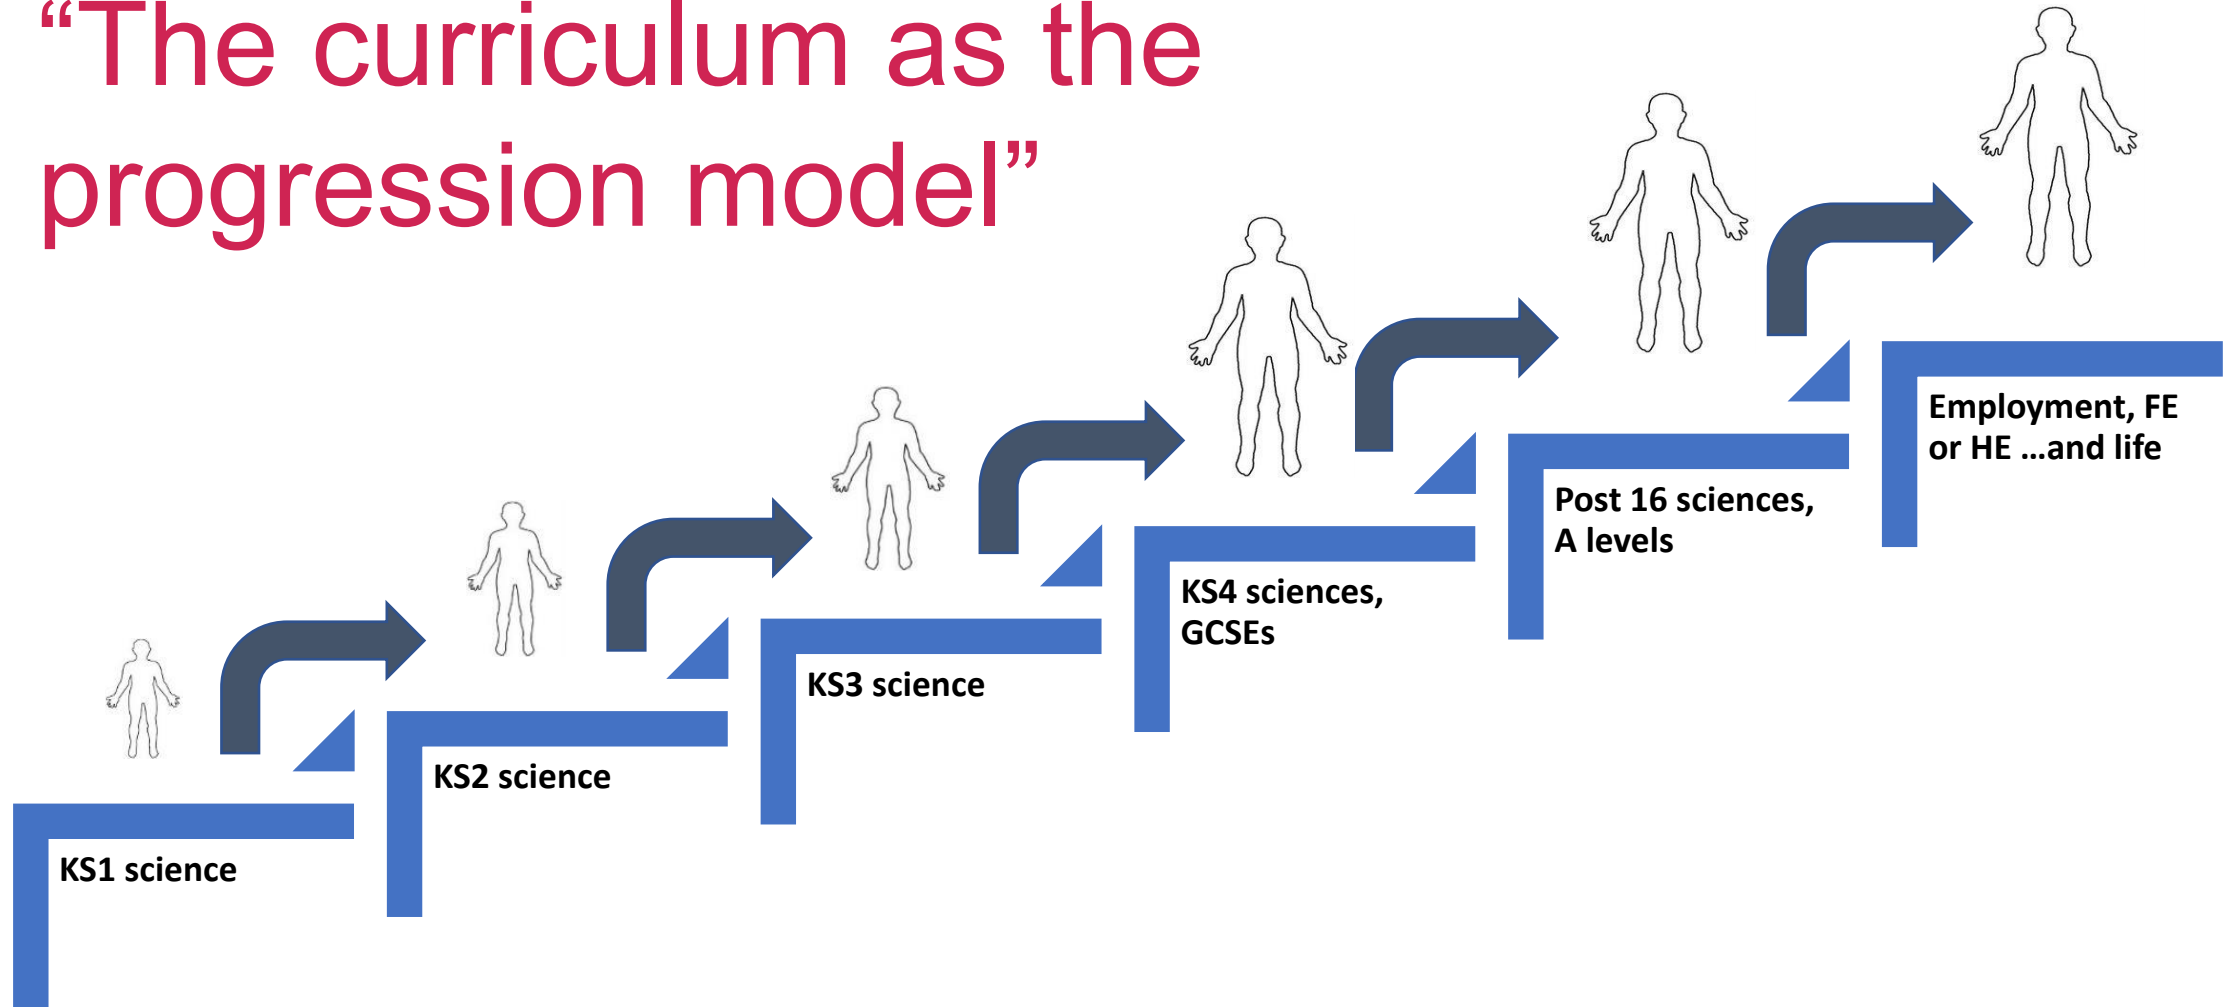 “The curriculum as the
progression model”
KS1 science
KS2 science
KS3 science
KS4 sciences,
GCSEs
Post 16 sciences,
A levels
Employment, FE
or HE ...and life